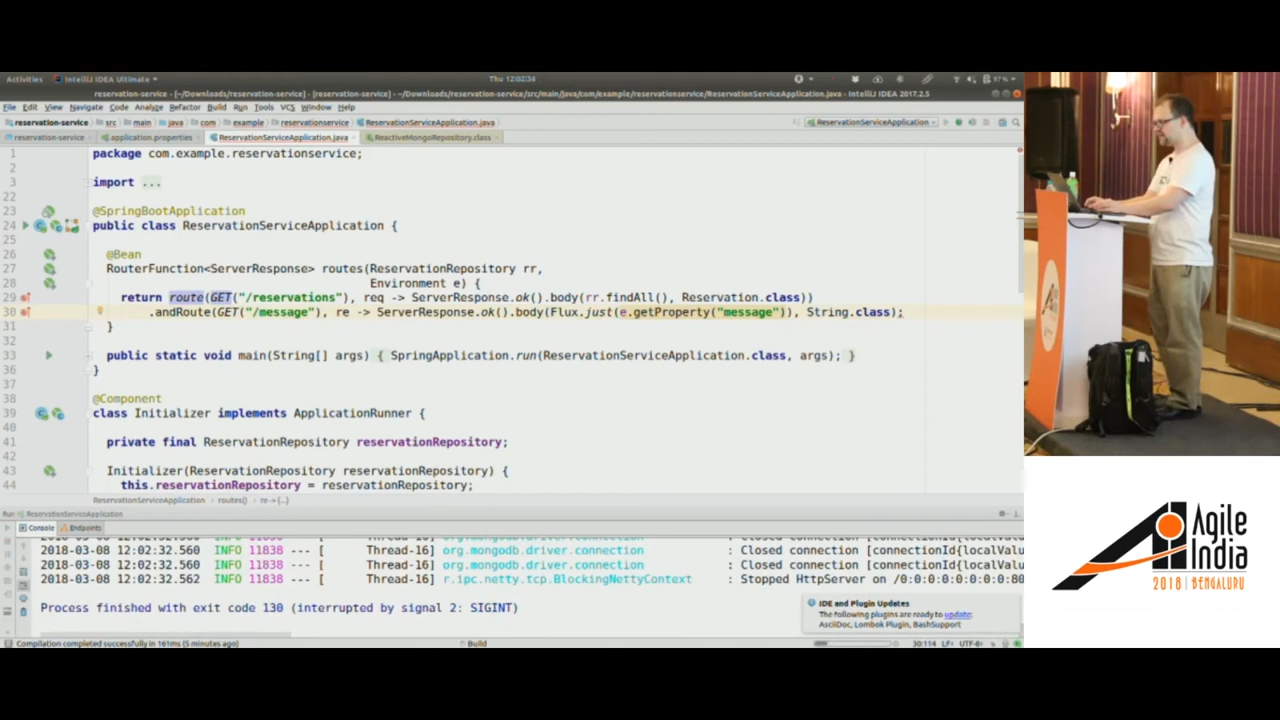 Activities IntelliJ IDEA Ultimate Thu 12:02:34 97%
reservation-service - [~/Downloads/reservation-service] - [reservation-service] - ~/Downloads/reservation-service/src/main/java/com/example/reservationservice/ReservationServiceApplication.java - IntelliJ IDEA 2017.2.5
File Edit View Navigate Code Analyze Refactor Build Run Tools VCS Window Help
reservation-service src main java com example reservationservice ReservationServiceApplication.java ReservationServiceApplication
reservation-service application.properties ReservationServiceApplication.java ReactiveMongoRepository.class
1 package com.example.reservationservice;
2
3 import ...
22
23 @SpringBootApplication
24 public class ReservationServiceApplication {
25
26 @Bean
27 RouterFunction<ServerResponse> routes(ReservationRepository rr,
28 Environment e) {
29 return route(GET("/reservations"), req -> ServerResponse.ok().body(rr.findAll(), Reservation.class))
30 .andRoute(GET("/message"), re -> ServerResponse.ok().body(Flux.just(e.getProperty("message")), String.class);
31 }
32
33 public static void main(String[] args) { SpringApplication.run(ReservationServiceApplication.class, args); }
36 }
37
38 @Component
39 class Initializer implements ApplicationRunner {
40
41 private final ReservationRepository reservationRepository;
42
43 Initializer(ReservationRepository reservationRepository) {
44 this.reservationRepository = reservationRepository;
ReservationServiceApplication routes() re->{...}
Run ReservationServiceApplication
Console Endpoints
2018-03-08 12:02:32.560 INFO 11838 --- [ Thread-16] org.mongodb.driver.connection : Closed connection [connectionId{localValu
2018-03-08 12:02:32.560 INFO 11838 --- [ Thread-16] org.mongodb.driver.connection : Closed connection [connectionId{localValu
2018-03-08 12:02:32.562 INFO 11838 --- [ Thread-16] r.ipc.netty.tcp.BlockingNettyContext : Stopped HttpServer on /0:0:0:0:0:0:0:0:80
Process finished with exit code 130 (interrupted by signal 2: SIGINT)
IDE and Plugin Updates
The following plugins are ready to update:
AsciiDoc, Lombok Plugin, BashSupport
Compilation completed successfully in 161ms (5 minutes ago) Build 30:114 LF UTF-8
Agile
India
2018 | BENGALURU